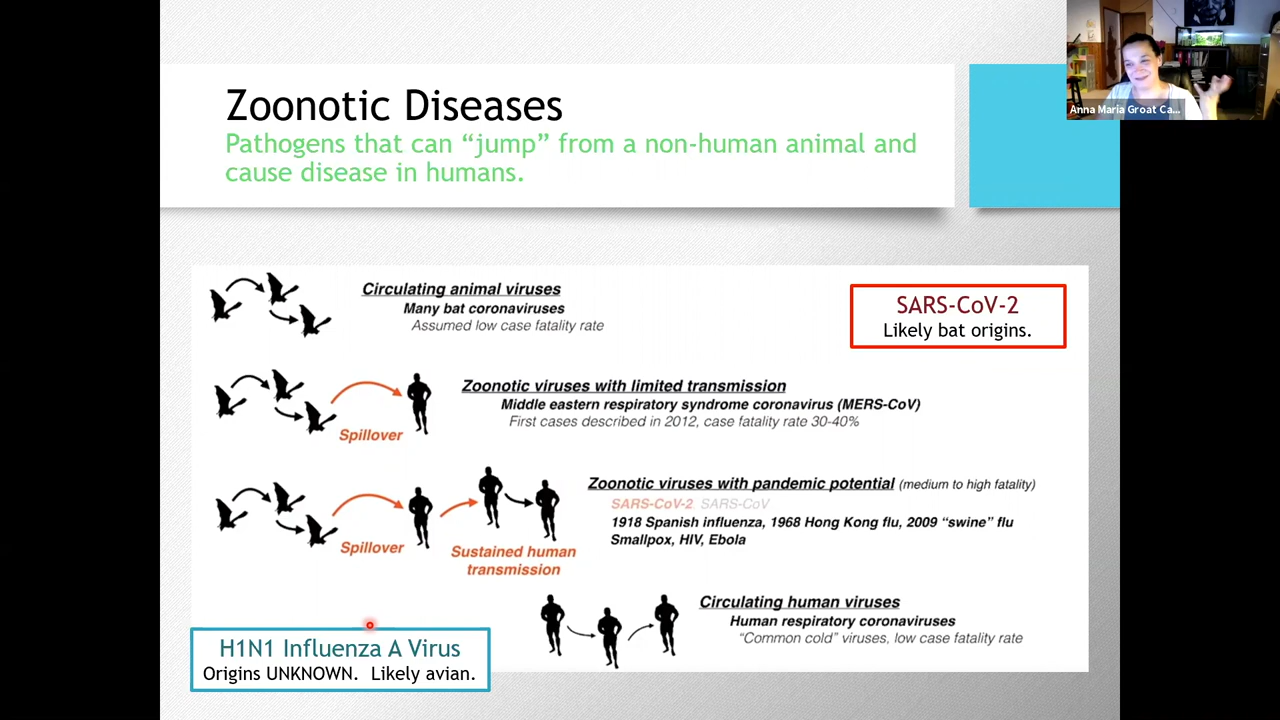 Zoonotic Diseases
Pathogens that can “jump” from a non-human animal and
cause disease in humans.
Anna Maria Groat Ca...
Circulating animal viruses
Many bat coronaviruses
Assumed low case fatality rate
SARS-CoV-2
Likely bat origins.
Zoonotic viruses with limited transmission
Middle eastern respiratory syndrome coronavirus (MERS-CoV)
First cases described in 2012, case fatality rate 30-40%
Spillover
Zoonotic viruses with pandemic potential (medium to high fatality)
SARS-CoV-2, SARS-CoV
1918 Spanish influenza, 1968 Hong Kong flu, 2009 “swine” flu
Smallpox, HIV, Ebola
Spillover
Sustained human
transmission
Circulating human viruses
Human respiratory coronaviruses
“Common cold” viruses, low case fatality rate
H1N1 Influenza A Virus
Origins UNKNOWN. Likely avian.